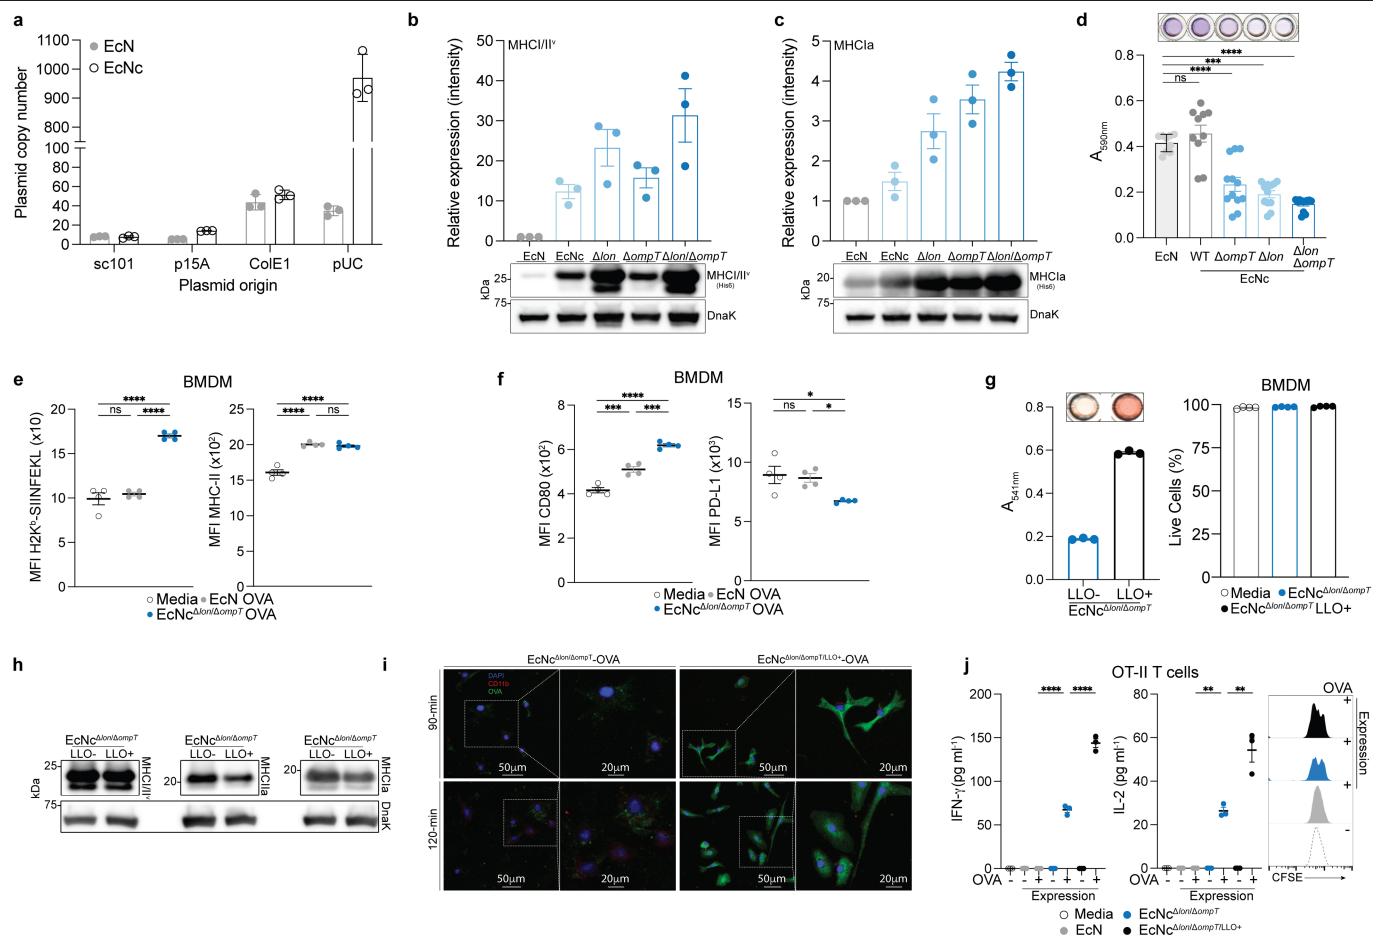 a
1100
1000
900
800
100
80
60
40
20
0
Plasmid copy number
EcN
EcNc
sc101 p15A ColE1 pUC
Plasmid origin
b
MHCI/IIᵛ
50
40
30
20
10
0
Relative expression (intensity)
EcN EcNc Δlon ΔompT Δlon/ΔompT
kDa
25
75
MHCI/IIᵛ
(His6)
DnaK
c
MHCIa
5
4
3
2
1
0
Relative expression (intensity)
EcN EcNc Δlon ΔompT Δlon/ΔompT
kDa
20
75
MHCIa
(His6)
DnaK
d
0.8
0.6
0.4
0.2
0.0
A590nm
****
***
****
ns
EcN WT ΔompT Δlon Δlon ΔompT
EcNc
e
BMDM
****
ns ****
20
15
10
5
0
MFI H2Kᵇ-SIINFEKL (x10)
****
**** ns
25
20
15
10
5
0
MFI MHC-II (x10²)
Media EcN OVA
EcNcΔlon/ΔompT OVA
f
BMDM
****
*** ***
8
6
4
2
0
MFI CD80 (x10²)
*
ns *
15
10
5
0
MFI PD-L1 (x10³)
Media EcN OVA
EcNcΔlon/ΔompT OVA
g
0.8
0.6
0.4
0.2
0.0
A541nm
LLO- LLO+
EcNcΔlon/ΔompT
BMDM
100
75
50
25
0
Live Cells (%)
Media EcNcΔlon/ΔompT
EcNcΔlon/ΔompT LLO+
h
EcNcΔlon/ΔompT
LLO- LLO+
kDa
25
75
MHCI/IIᵛ
EcNcΔlon/ΔompT
LLO- LLO+
20
MHCIIa
EcNcΔlon/ΔompT
LLO- LLO+
20
MHCIa
DnaK
i
EcNcΔlon/ΔompT-OVA
EcNcΔlon/ΔompT/LLO+-OVA
DAPI
CD11b
OVA
90-min
50μm 20μm 50μm 20μm
120-min
50μm 20μm 50μm 20μm
j
OT-II T cells
**** ****
200
150
100
50
0
IFN-γ (pg ml⁻¹)
OVA - - + - + - +
Expression
** **
80
60
40
20
0
IL-2 (pg ml⁻¹)
OVA - - + - + - +
Expression
OVA
+
+
+
-
Expression
CFSE
Media EcNcΔlon/ΔompT
EcN EcNcΔlon/ΔompT/LLO+